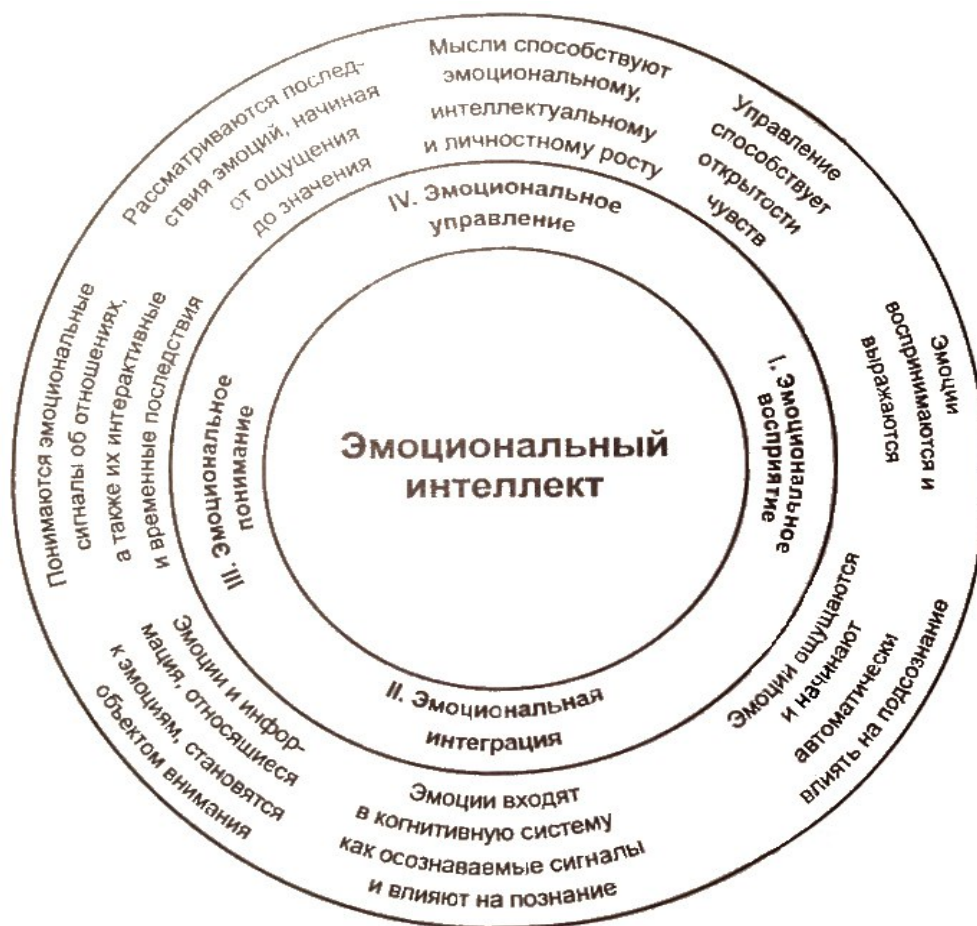 Эмоциональный
интеллект
I. Эмоциональное
восприятие
II. Эмоциональная
интеграция
III. Эмоциональное
понимание
IV. Эмоциональное
управление
Эмоции
воспринимаются и
выражаются
Эмоции ощущаются
и начинают
автоматически
влиять на подсознание
Эмоции входят
в когнитивную систему
как осознаваемые сигналы
и влияют на познание
Эмоции и инфор-
мация, относящиеся
к эмоциям, становятся
объектом внимания
Понимаются эмоциональные
сигналы об отношениях,
а также их интерактивные
и временные последствия
Рассматриваются послед-
ствия эмоций, начиная
от ощущения
до значения
Мысли способствуют
эмоциональному,
интеллектуальному
и личностному росту
Управление
способствует
открытости
чувств